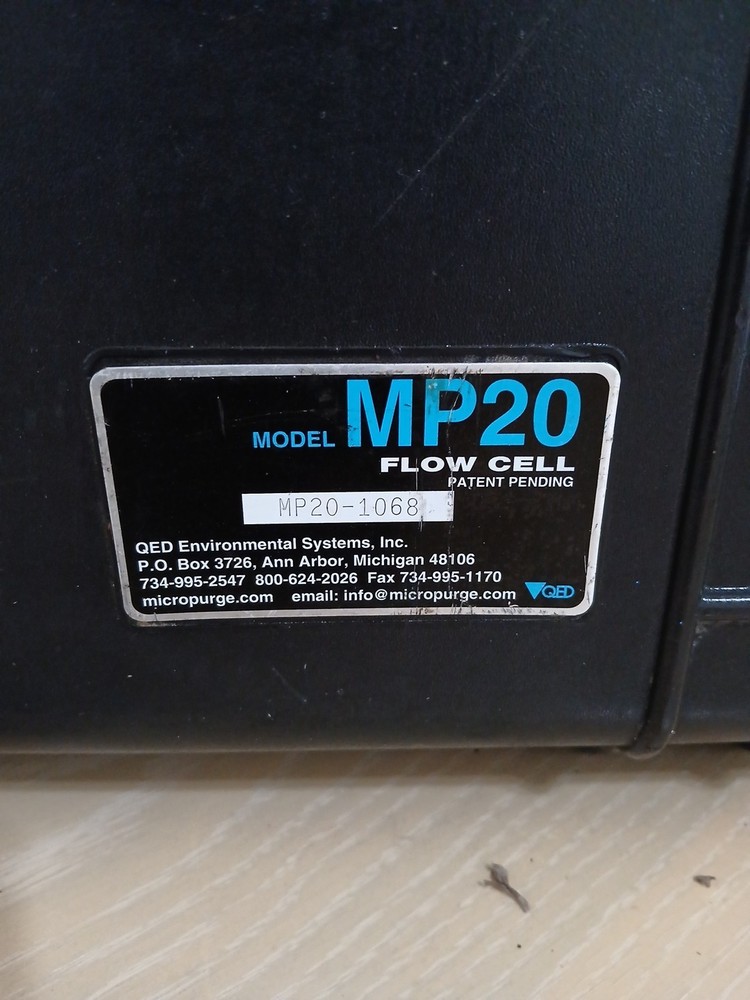 MODEL MP20
FLOW CELL
PATENT PENDING
MP20-1068
QED Environmental Systems, Inc.
P.O. Box 3726, Ann Arbor, Michigan 48106
734-995-2547 800-624-2026 Fax 734-995-1170
micropurge.com email: info@micropurge.com QED